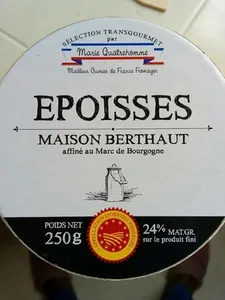 SÉLECTION TRANSGOURMET
par
Marie Quatrehomme
Meilleur Ouvrier de France Fromager
EPOISSES
MAISON BERTHAUT
affiné au Marc de Bourgogne
POIDS NET
250g
24% MAT.GR.
sur le produit fini